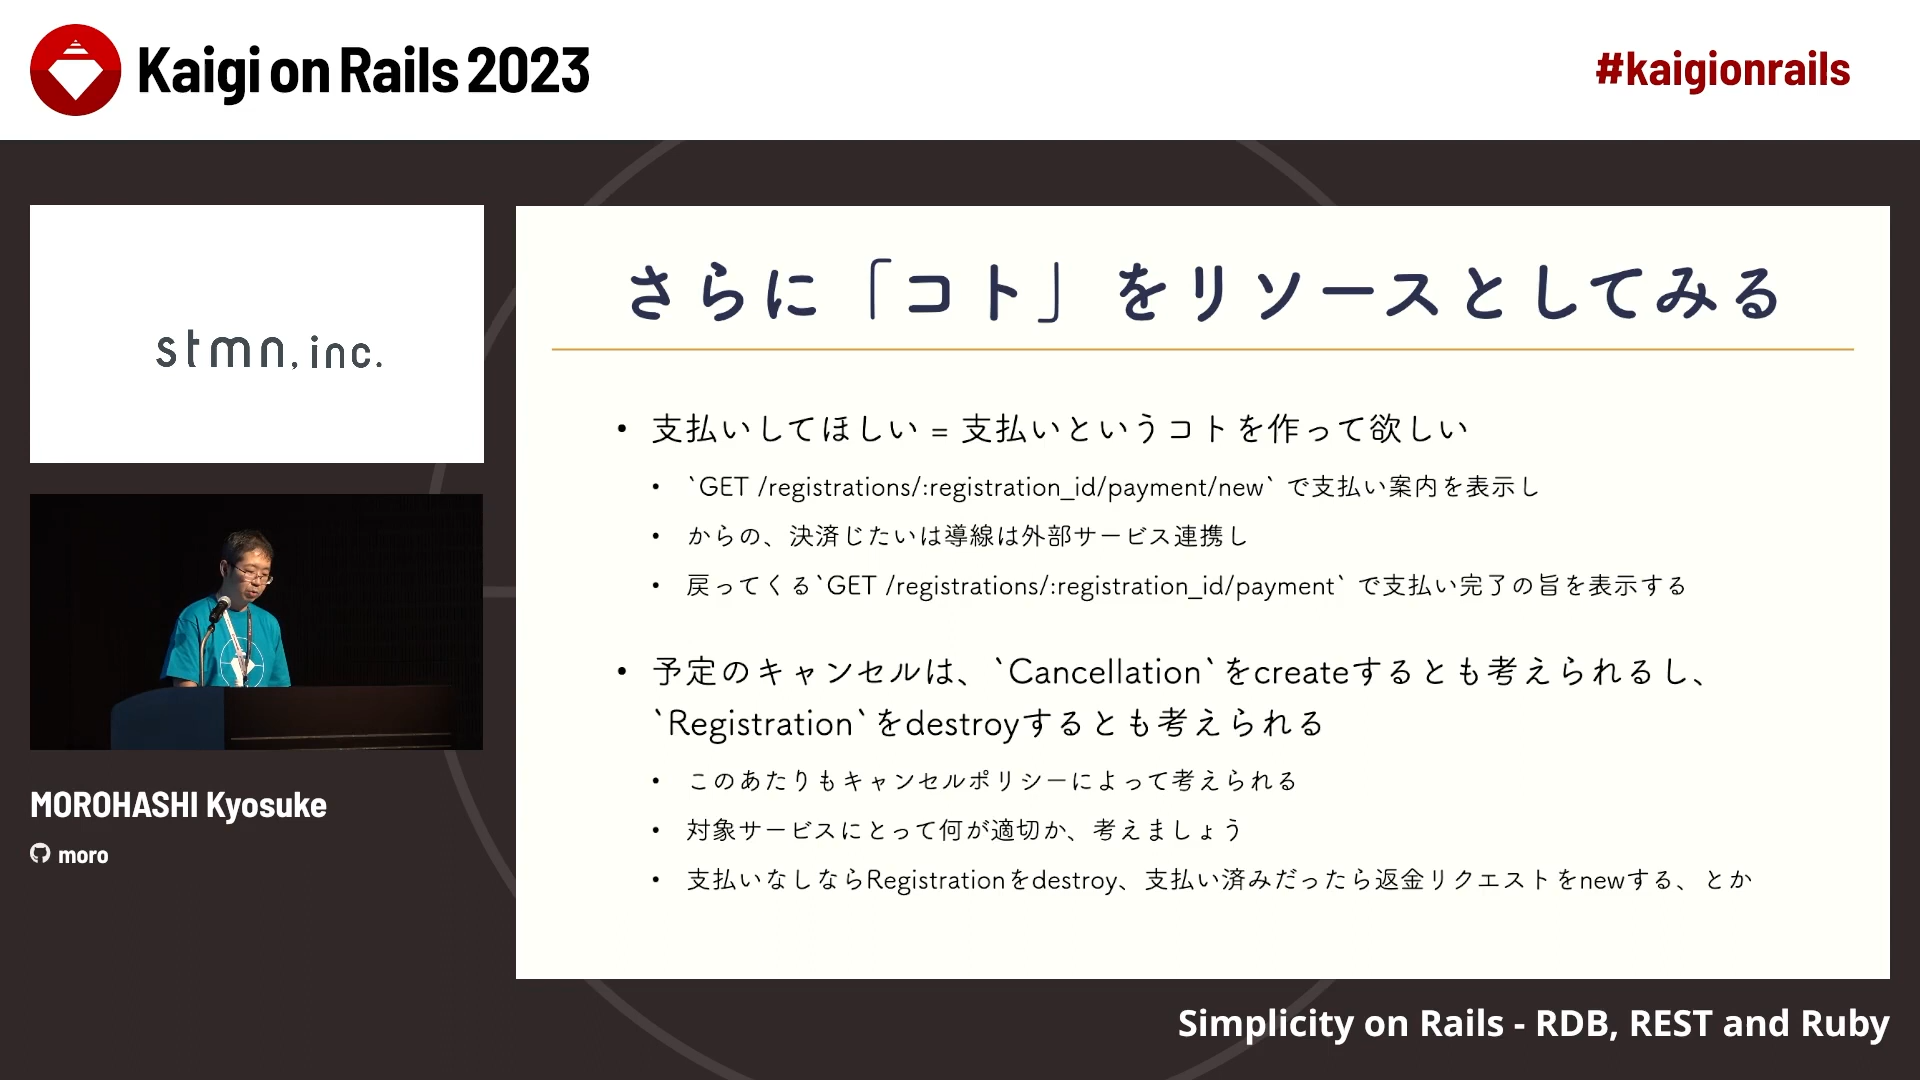 Kaigi on Rails 2023
#kaigionrails
stmn, inc.
さらに「コト」をリソースとしてみる
• 支払いしてほしい = 支払いというコトを作って欲しい
• `GET /registrations/:registration_id/payment/new` で支払い案内を表示し
• からの、決済じたいは導線は外部サービス連携し
• 戻ってくる`GET /registrations/:registration_id/payment` で支払い完了の旨を表示する
• 予定のキャンセルは、`Cancellation`をcreateするとも考えられるし、
`Registration`をdestroyするとも考えられる
• このあたりもキャンセルポリシーによって考えられる
• 対象サービスにとって何が適切か、考えましょう
• 支払いなしならRegistrationをdestroy、支払い済みだったら返金リクエストをnewする、とか
MOROHASHI Kyosuke
moro
Simplicity on Rails - RDB, REST and Ruby